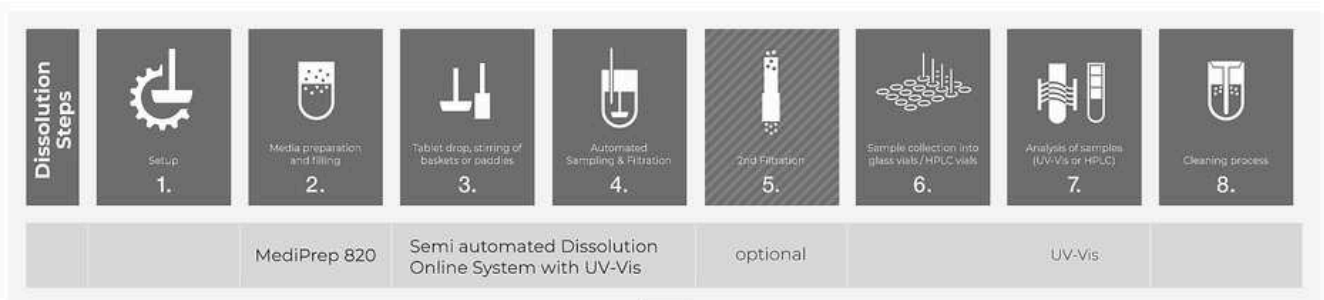 Dissolution
Steps
Setup
1.
Media preparation
and filling
2.
Tablet drop, stirring of
baskets or paddles
3.
Automated
Sampling & Filtration
4.
2nd Filtration
5.
Sample collection into
glass vials / HPLC vials
6.
Analysis of samples
(UV-Vis or HPLC)
7.
Cleaning process
8.
MediPrep 820
Semi automated Dissolution
Online System with UV-Vis
optional
UV-Vis